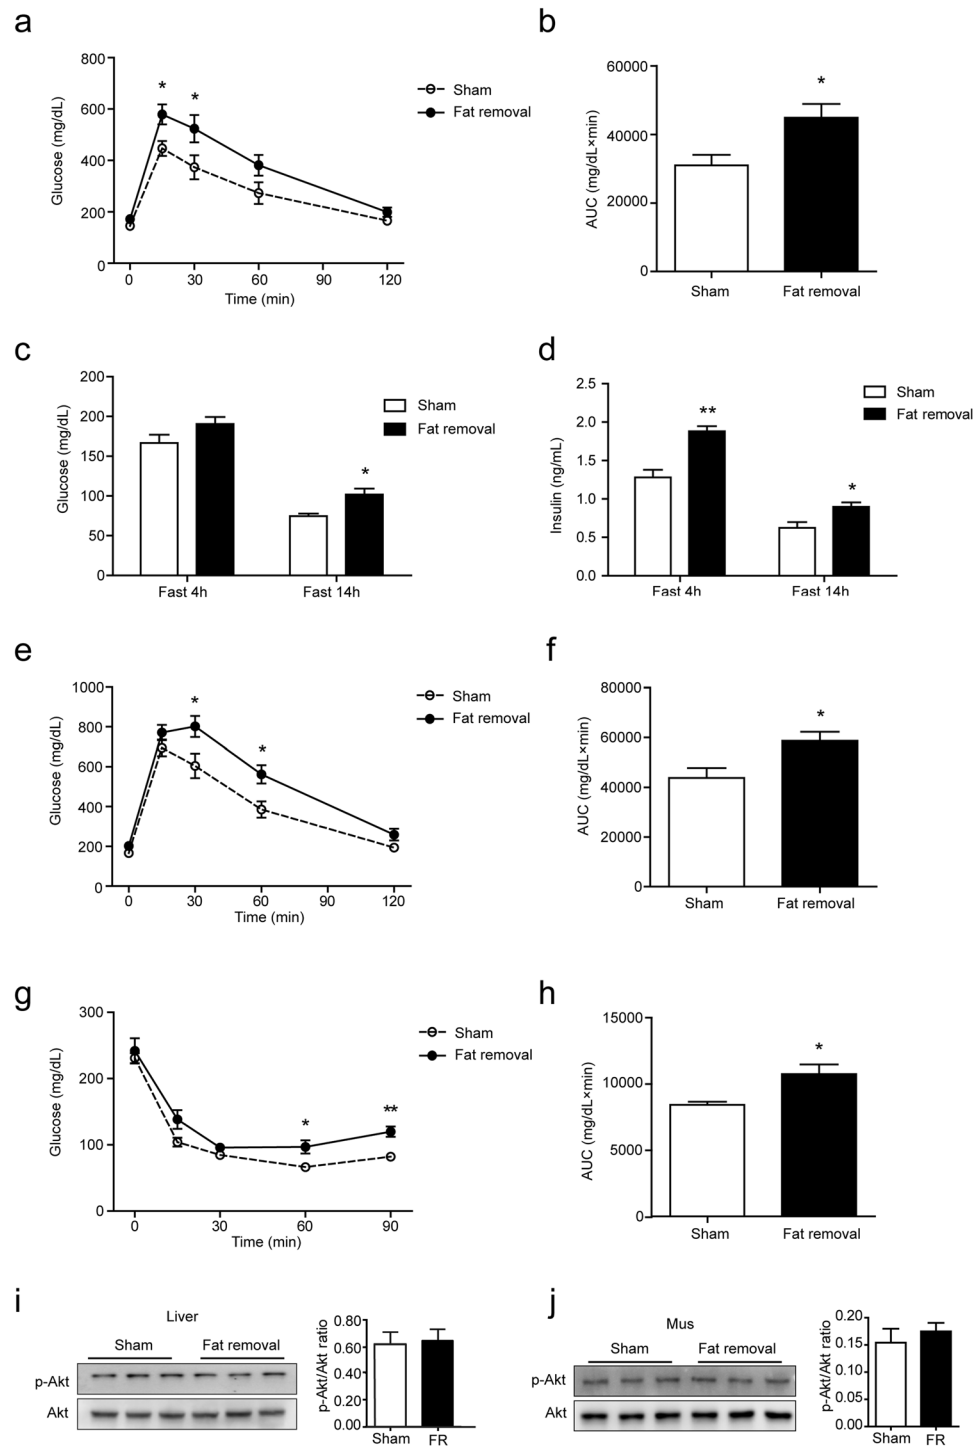 a
800
600
400
200
0
Glucose (mg/dL)
* *
0 30 60 90 120
Time (min)
Sham
Fat removal
b
60000
40000
20000
0
AUC (mg/dL×min)
*
Sham Fat removal
c
200
200
150
100
50
0
Glucose (mg/dL)
*
Fast 4h Fast 14h
Sham
Fat removal
d
2.5
2.0
1.5
1.0
0.5
0.0
Insulin (ng/mL)
** *
Fast 4h Fast 14h
Sham
Fat removal
e
1000
800
600
400
200
0
Glucose (mg/dL)
* *
0 30 60 90 120
Time (min)
Sham
Fat removal
f
80000
60000
40000
20000
0
AUC (mg/dL×min)
*
Sham Fat removal
g
300
200
100
0
Glucose (mg/dL)
* **
0 30 60 90
Time (min)
Sham
Fat removal
h
15000
10000
5000
0
AUC (mg/dL×min)
*
Sham Fat removal
i
Liver
Sham Fat removal
p-Akt
Akt
0.80
0.60
0.40
0.20
0.00
p-Akt/Akt ratio
Sham FR
j
Mus
Sham Fat removal
p-Akt
Akt
0.20
0.15
0.10
0.05
0.00
p-Akt/Akt ratio
Sham FR